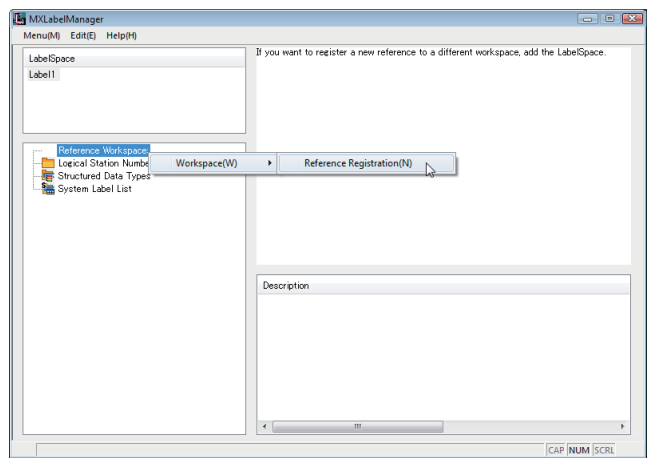 MXLabelManager
Menu(M) Edit(E) Help(H)
LabelSpace
Label1
If you want to register a new reference to a different workspace, add the LabelSpace.
Reference Workspace
Logical Station Numbe
Workspace(W)
Reference Registration(N)
Structured Data Types
System Label List
Description
CAP NUM SCRL